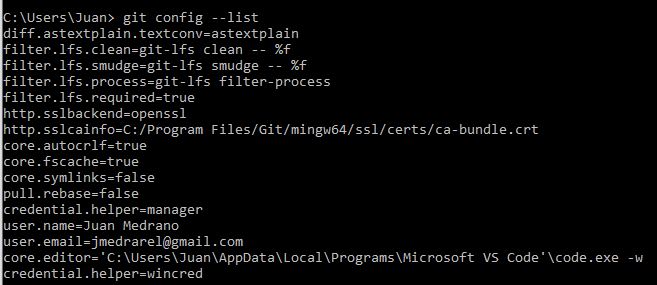 C:\Users\Juan> git config --list
diff.astextplain.textconv=astextplain
filter.lfs.clean=git-lfs clean -- %f
filter.lfs.smudge=git-lfs smudge -- %f
filter.lfs.process=git-lfs filter-process
filter.lfs.required=true
http.sslbackend=openssl
http.sslcainfo=C:/Program Files/Git/mingw64/ssl/certs/ca-bundle.crt
core.autocrlf=true
core.fscache=true
core.symlinks=false
pull.rebase=false
credential.helper=manager
user.name=Juan Medrano
user.email=jmedrarel@gmail.com
core.editor='C:\Users\Juan\AppData\Local\Programs\Microsoft VS Code'\code.exe -w
credential.helper=wincred